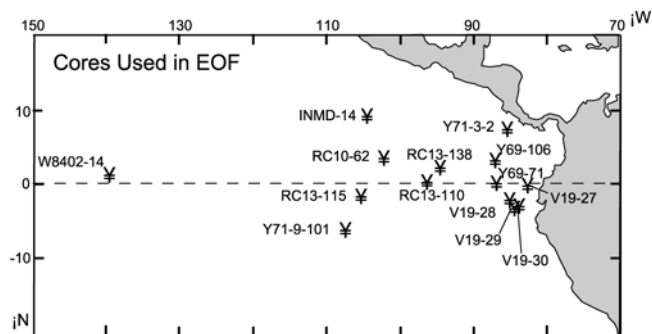 150 130 110 90 70 ¡W
Cores Used in EOF
10
INMD-14 ¥
¥ Y71-3-2
Y69-106 ¥
W8402-14 ¥
RC10-62 ¥
RC13-138 ¥
Y69-71 ¥
0
RC13-115 ¥
RC13-110 ¥
¥ V19-27
V19-28 ¥
Y71-9-101 ¥
V19-29 ¥
-10
V19-30 ¥
¡N